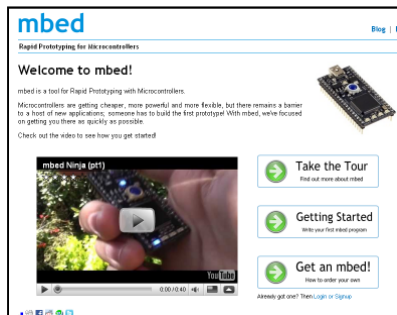 mbed
Blog |
Rapid Prototyping for Microcontrollers
Welcome to mbed!
mbed is a tool for Rapid Prototyping with Microcontrollers.
Microcontrollers are getting cheaper, more powerful and more flexible, but there remains a barrier
to a host of new applications; someone has to build the first prototype! With mbed, we've focused
on getting you there as quickly as possible.
Check out the video to see how you get started!
mbed Ninja (pt1)
YouTube
0:00 / 0:40
Take the Tour
Find out more about mbed
Getting Started
Write your first mbed program
Get an mbed!
How to order your own
Already got one? Then Login or Signup